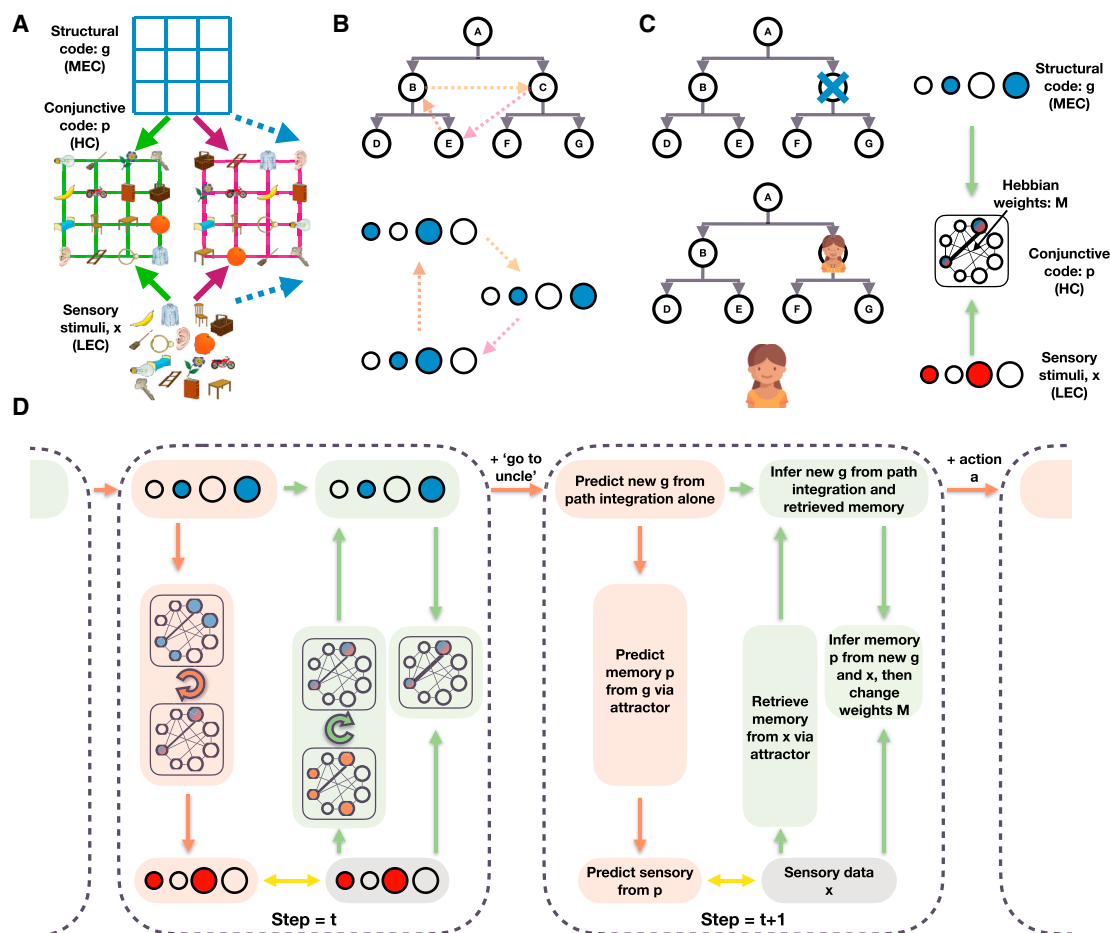 A
Structural
code: g
(MEC)
Conjunctive
code: p
(HC)
Sensory
stimuli, x
(LEC)
B
A
B
C
D
E
F
G
C
A
B
D
E
F
G
A
B
D
E
F
G
Structural
code: g
(MEC)
Hebbian
weights: M
Conjunctive
code: p
(HC)
Sensory
stimuli, x
(LEC)
D
+ ‘go to
uncle’
Predict new g from
path integration alone
Infer new g from path
integration and
retrieved memory
+ action
a
Predict
memory p
from g via
attractor
Retrieve
memory
from x via
attractor
Infer memory
p from new g
and x, then
change
weights M
Predict sensory
from p
Sensory data
x
Step = t
Step = t+1